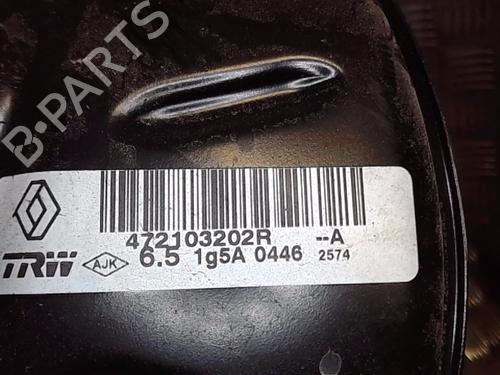 B-PARTS
472103202R --A
TRW AJK 6.5 1g5A 0446 2574